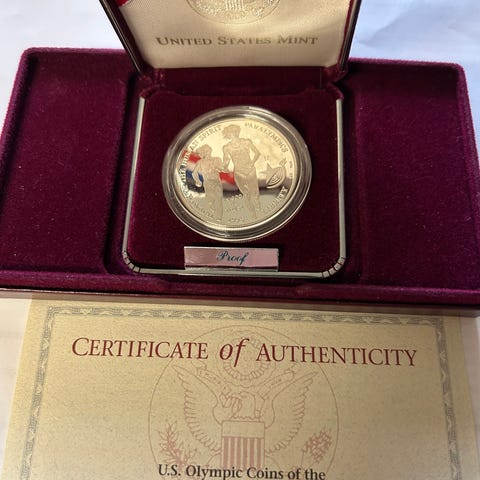 UNITED STATES MINT
SPIRIT
PARALYMPICS
Proof
CERTIFICATE of AUTHENTICITY
U.S. Olympic Coins of the